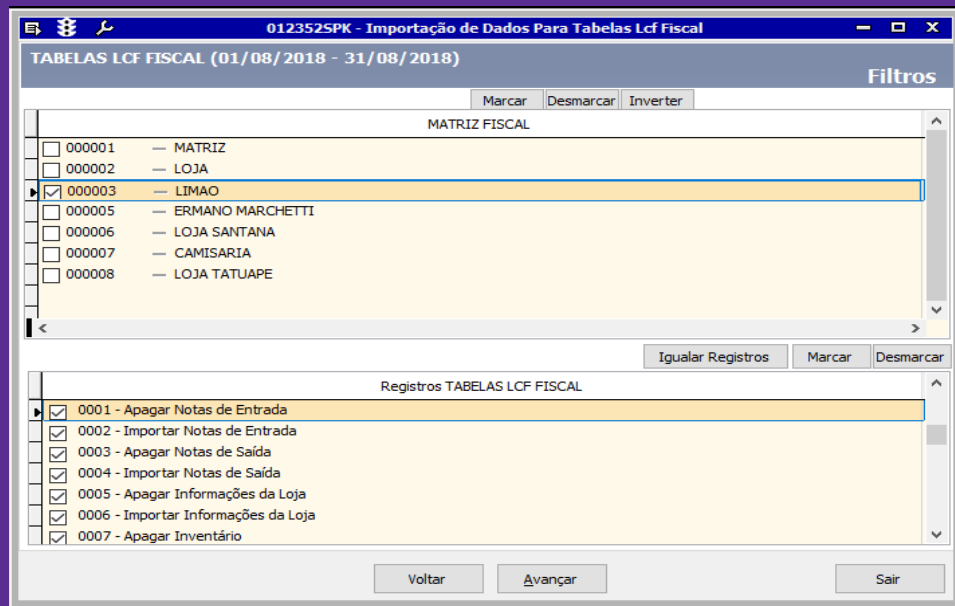 012352SPK - Importação de Dados Para Tabelas Lcf Fiscal
TABELAS LCF FISCAL (01/08/2018 - 31/08/2018)
Filtros
Marcar Desmarcar Inverter
MATRIZ FISCAL
000001 — MATRIZ
000002 — LOJA
000003 — LIMAO
000005 — ERMANO MARCHETTI
000006 — LOJA SANTANA
000007 — CAMISARIA
000008 — LOJA TATUAPE
Igualar Registros Marcar Desmarcar
Registros TABELAS LCF FISCAL
0001 - Apagar Notas de Entrada
0002 - Importar Notas de Entrada
0003 - Apagar Notas de Saída
0004 - Importar Notas de Saída
0005 - Apagar Informações da Loja
0006 - Importar Informações da Loja
0007 - Apagar Inventário
Voltar Avançar Sair